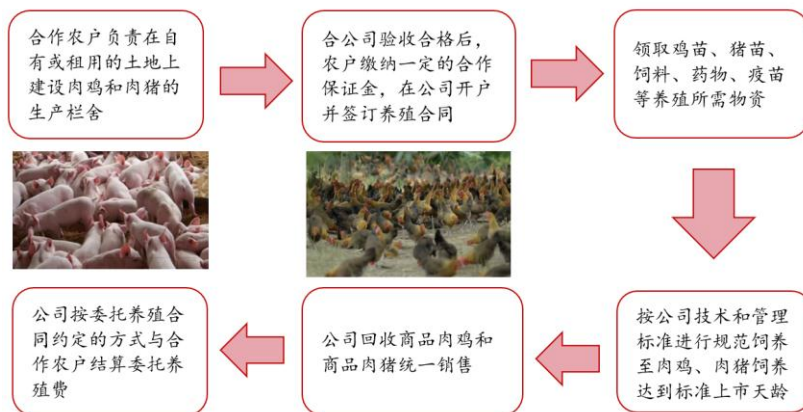 合作农户负责在自
有或租用的土地上
建设肉鸡和肉猪的
生产栏舍
合公司验收合格后，
农户缴纳一定的合作
保证金，在公司开户
并签订养殖合同
领取鸡苗、猪苗、
饲料、药物、疫苗
等养殖所需物资
按公司技术和管理
标准进行规范饲养
至肉鸡、肉猪饲养
达到标准上市天龄
公司回收商品肉鸡和
商品肉猪统一销售
公司按委托养殖合
同约定的方式与合
作农户结算委托养
殖费